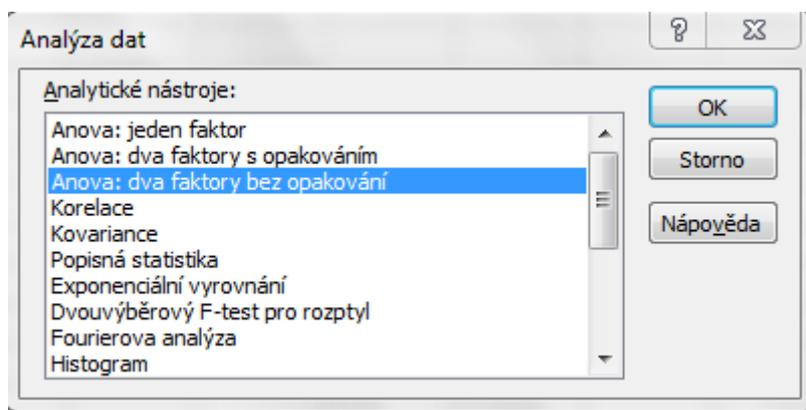 Analýza dat
Analytické nástroje:
Anova: jeden faktor
Anova: dva faktory s opakováním
Anova: dva faktory bez opakování
Korelace
Kovariance
Popisná statistika
Exponenciální vyrovnání
Dvouvýběrový F-test pro rozptyl
Fourierova analýza
Histogram
OK
Storno
Nápověda